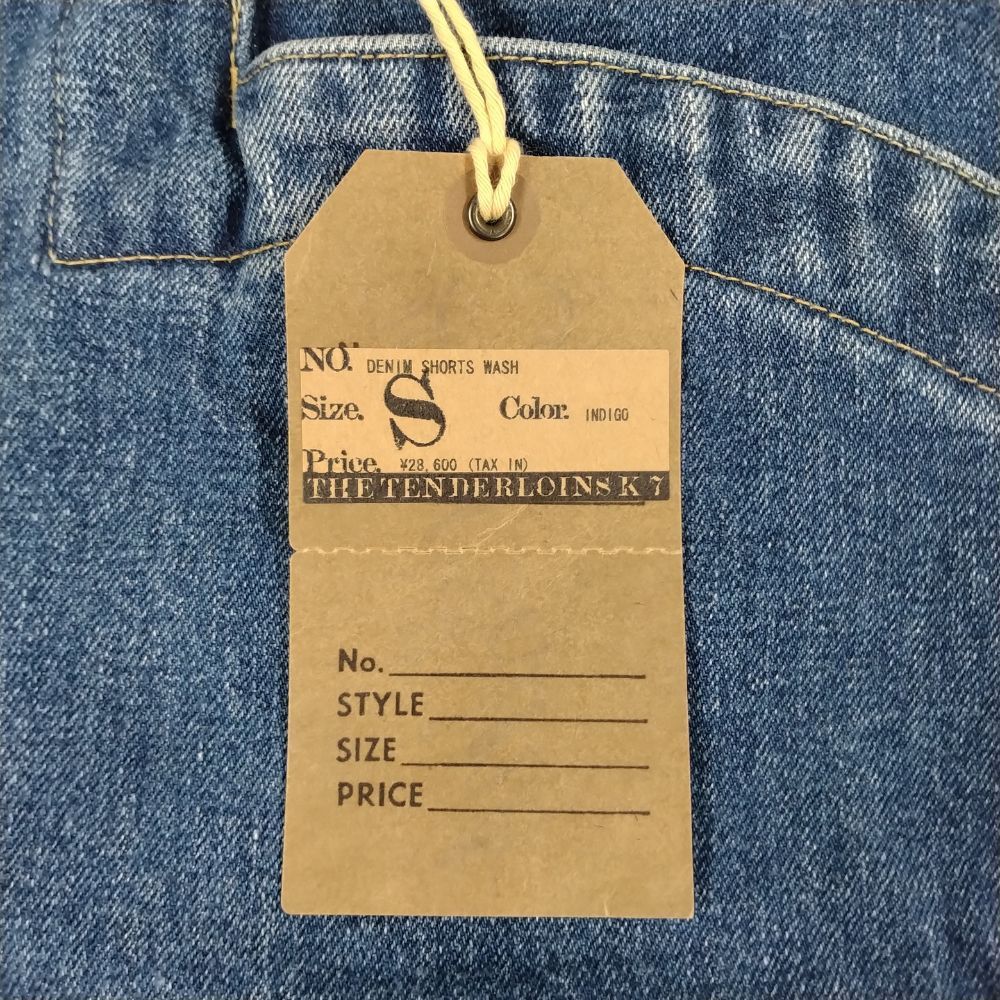 NO. DENIM SHORTS WASH
Size. S Color. INDIGO
Price. ¥28,600 (TAX IN)
THE TENDERLOINS K 7
No.
STYLE
SIZE
PRICE